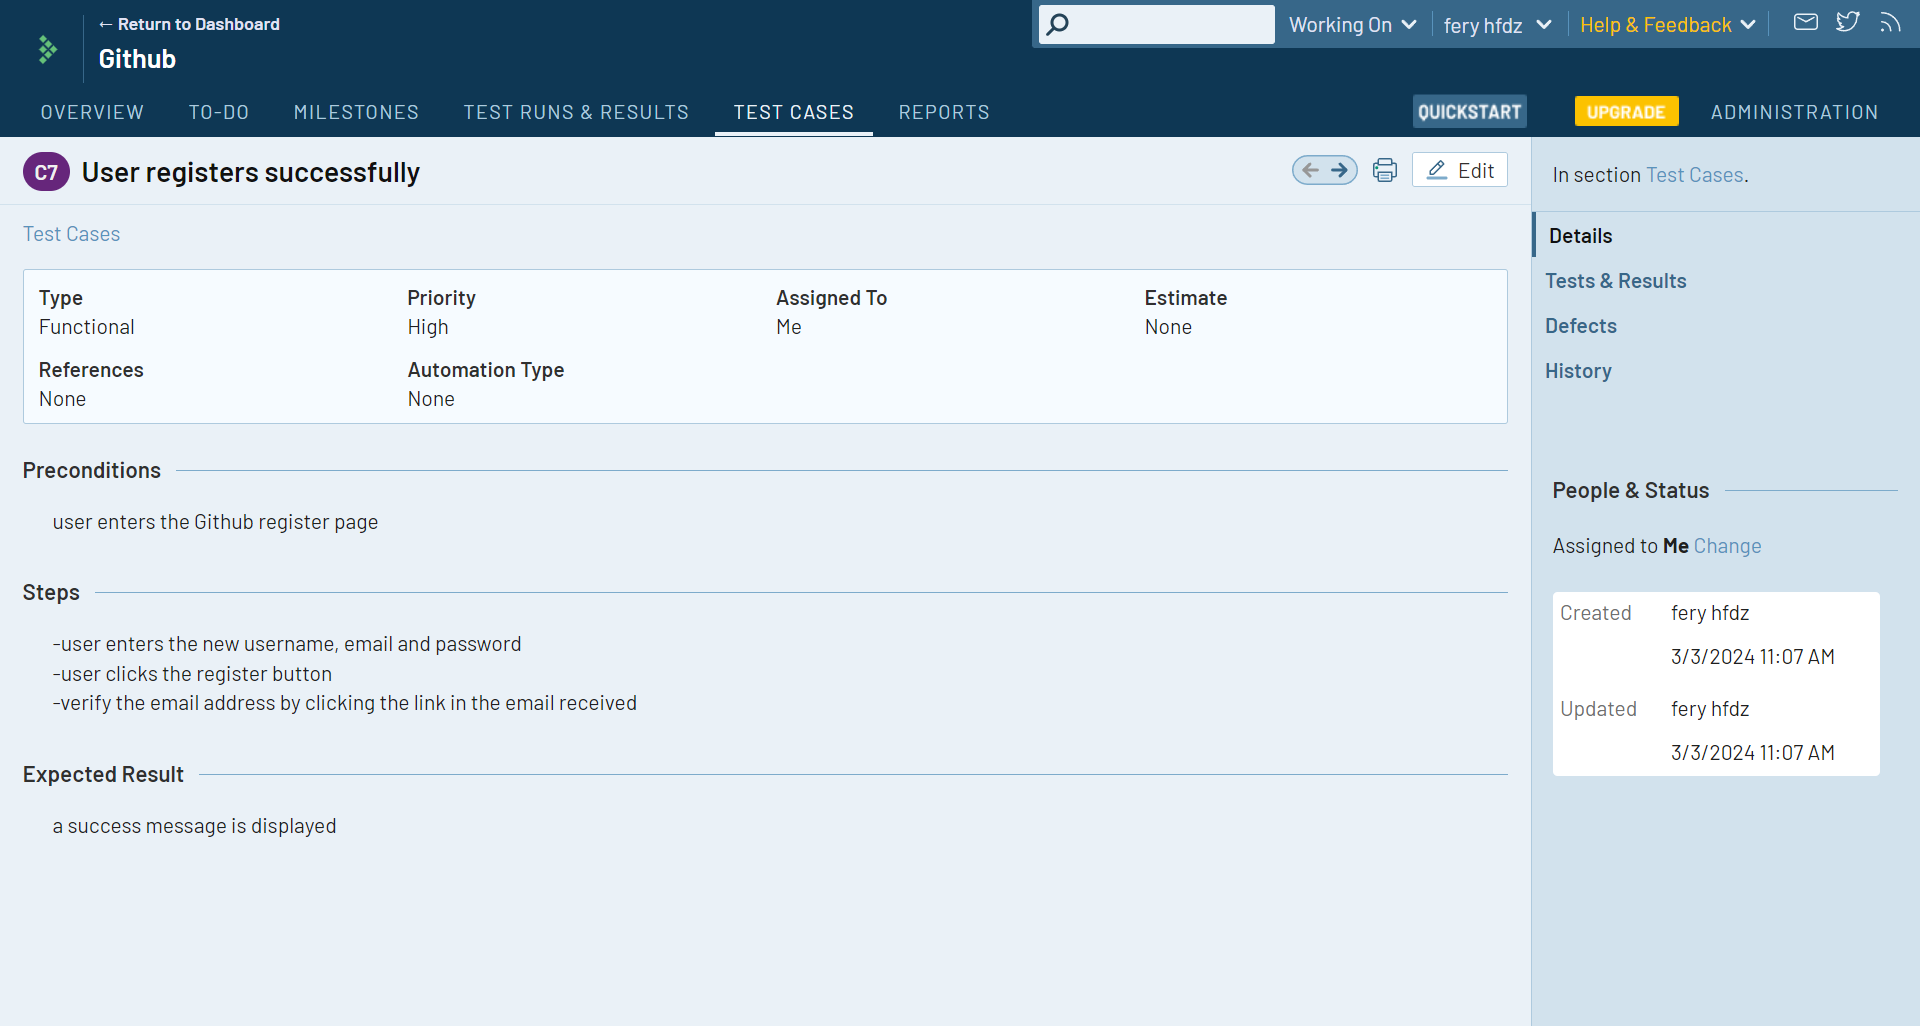 ← Return to Dashboard
Github
Working On
fery hfdz
Help & Feedback
OVERVIEW TO-DO MILESTONES TEST RUNS & RESULTS TEST CASES REPORTS QUICKSTART UPGRADE ADMINISTRATION
C7 User registers successfully
Edit
Test Cases
Type Priority Assigned To Estimate
Functional High Me None
References Automation Type
None None
Preconditions
user enters the Github register page
Steps
-user enters the new username, email and password
-user clicks the register button
-verify the email address by clicking the link in the email received
Expected Result
a success message is displayed
In section Test Cases.
Details
Tests & Results
Defects
History
People & Status
Assigned to Me Change
Created fery hfdz
3/3/2024 11:07 AM
Updated fery hfdz
3/3/2024 11:07 AM